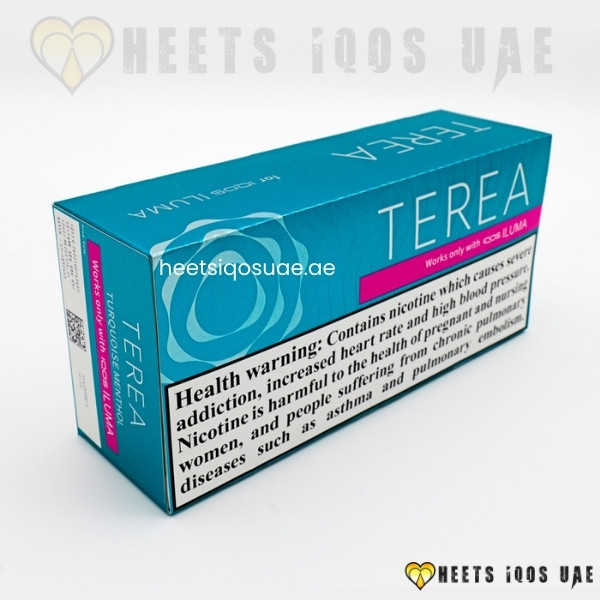 HEETS iQOS UAE
TEREA
for IQOS ILUMA
TEREA
Works only with IQOS ILUMA
heetsiqosuae.ae
Health warning: Contains nicotine which causes severe
addiction, increased heart rate and high blood pressure.
Nicotine is harmful to the health of pregnant and nursing
women, and people suffering from chronic pulmonary
diseases such as asthma and pulmonary embolism.
TEREA
TURQUOISE MENTHOL
Works only with IQOS ILUMA
HEETS iQOS UAE